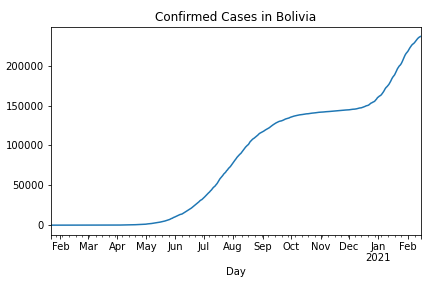 Confirmed Cases in Bolivia
200000
150000
100000
50000
0
Feb Mar Apr May Jun Jul Aug Sep Oct Nov Dec Jan Feb
2021
Day